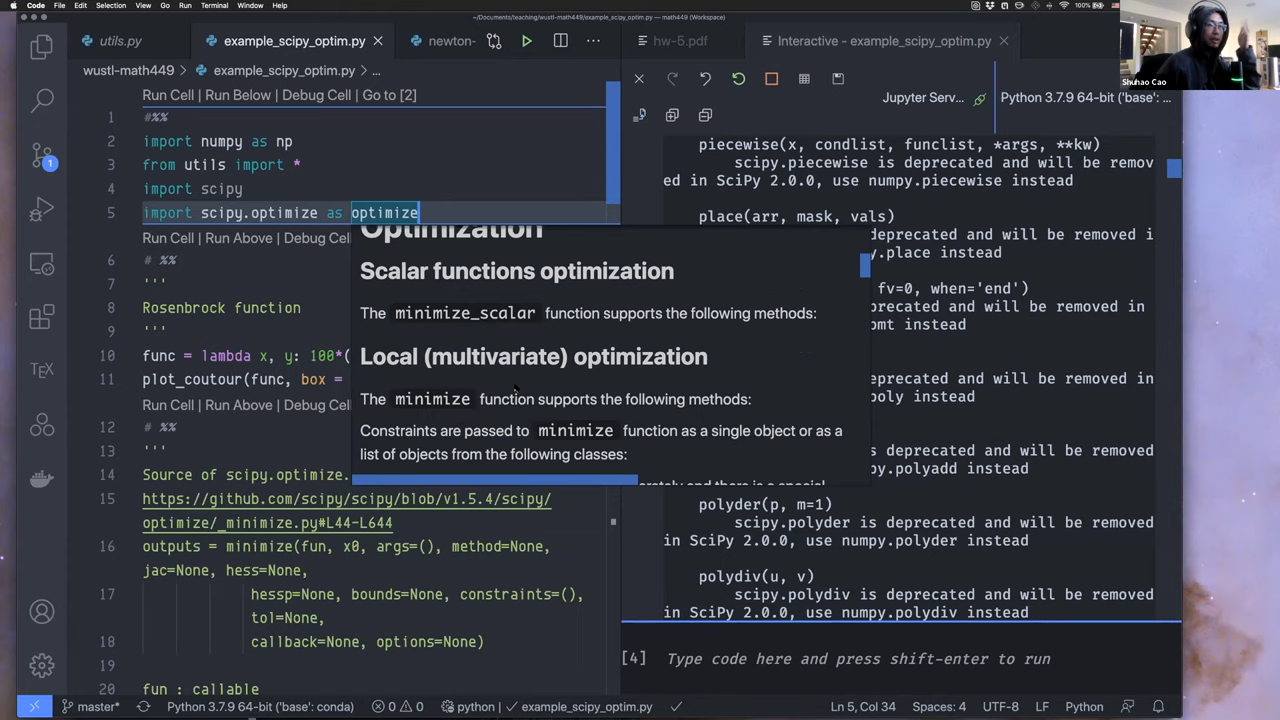 Code File Edit Selection View Go Run Terminal Window Help
100%
~/Documents/teaching/wustl-math449/example_scipy_optim.py — math449 (Workspace)
utils.py
example_scipy_optim.py
newton-
hw-5.pdf
Interactive - example_scipy_optim.py
Shuhao Cao
wustl-math449 > example_scipy_optim.py > ...
Jupyter Serv...
Python 3.7.9 64-bit ('base': ...
1
Run Cell | Run Below | Debug Cell | Go to [2]
1 #%%
2 import numpy as np
3 from utils import *
4 import scipy
5 import scipy.optimize as optimize
Run Cell | Run Above | Debug Cell
6 # %%
7 '''
8 Rosenbrock function
9 '''
10 func = lambda x, y: 100*(
11 plot_coutour(func, box =
Run Cell | Run Above | Debug Cell
12 # %%
13 '''
14 Source of scipy.optimize.
15 https://github.com/scipy/scipy/blob/v1.5.4/scipy/
optimize/_minimize.py#L44-L644
16 outputs = minimize(fun, x0, args=(), method=None,
jac=None, hess=None,
17 hessp=None, bounds=None, constraints=(),
tol=None,
18 callback=None, options=None)
19
20 fun : callable
Optimization
Scalar functions optimization
The minimize_scalar function supports the following methods:
Local (multivariate) optimization
The minimize function supports the following methods:
Constraints are passed to minimize function as a single object or as a
list of objects from the following classes:
piecewise(x, condlist, funclist, *args, **kw)
scipy.piecewise is deprecated and will be remov
ed in SciPy 2.0.0, use numpy.piecewise instead
place(arr, mask, vals)
deprecated and will be removed i
.place instead
fv=0, when='end')
precated and will be removed in
pmt instead
deprecated and will be removed
poly instead
deprecated and will be removed
polyadd instead
polyder(p, m=1)
scipy.polyder is deprecated and will be removed
in SciPy 2.0.0, use numpy.polyder instead
polydiv(u, v)
scipy.polydiv is deprecated and will be removed
in SciPy 2.0.0, use numpy.polydiv instead
[4] Type code here and press shift-enter to run
TEX
master*
Python 3.7.9 64-bit ('base': conda)
0 0
python | example_scipy_optim.py
Ln 5, Col 34
Spaces: 4
UTF-8
LF
Python